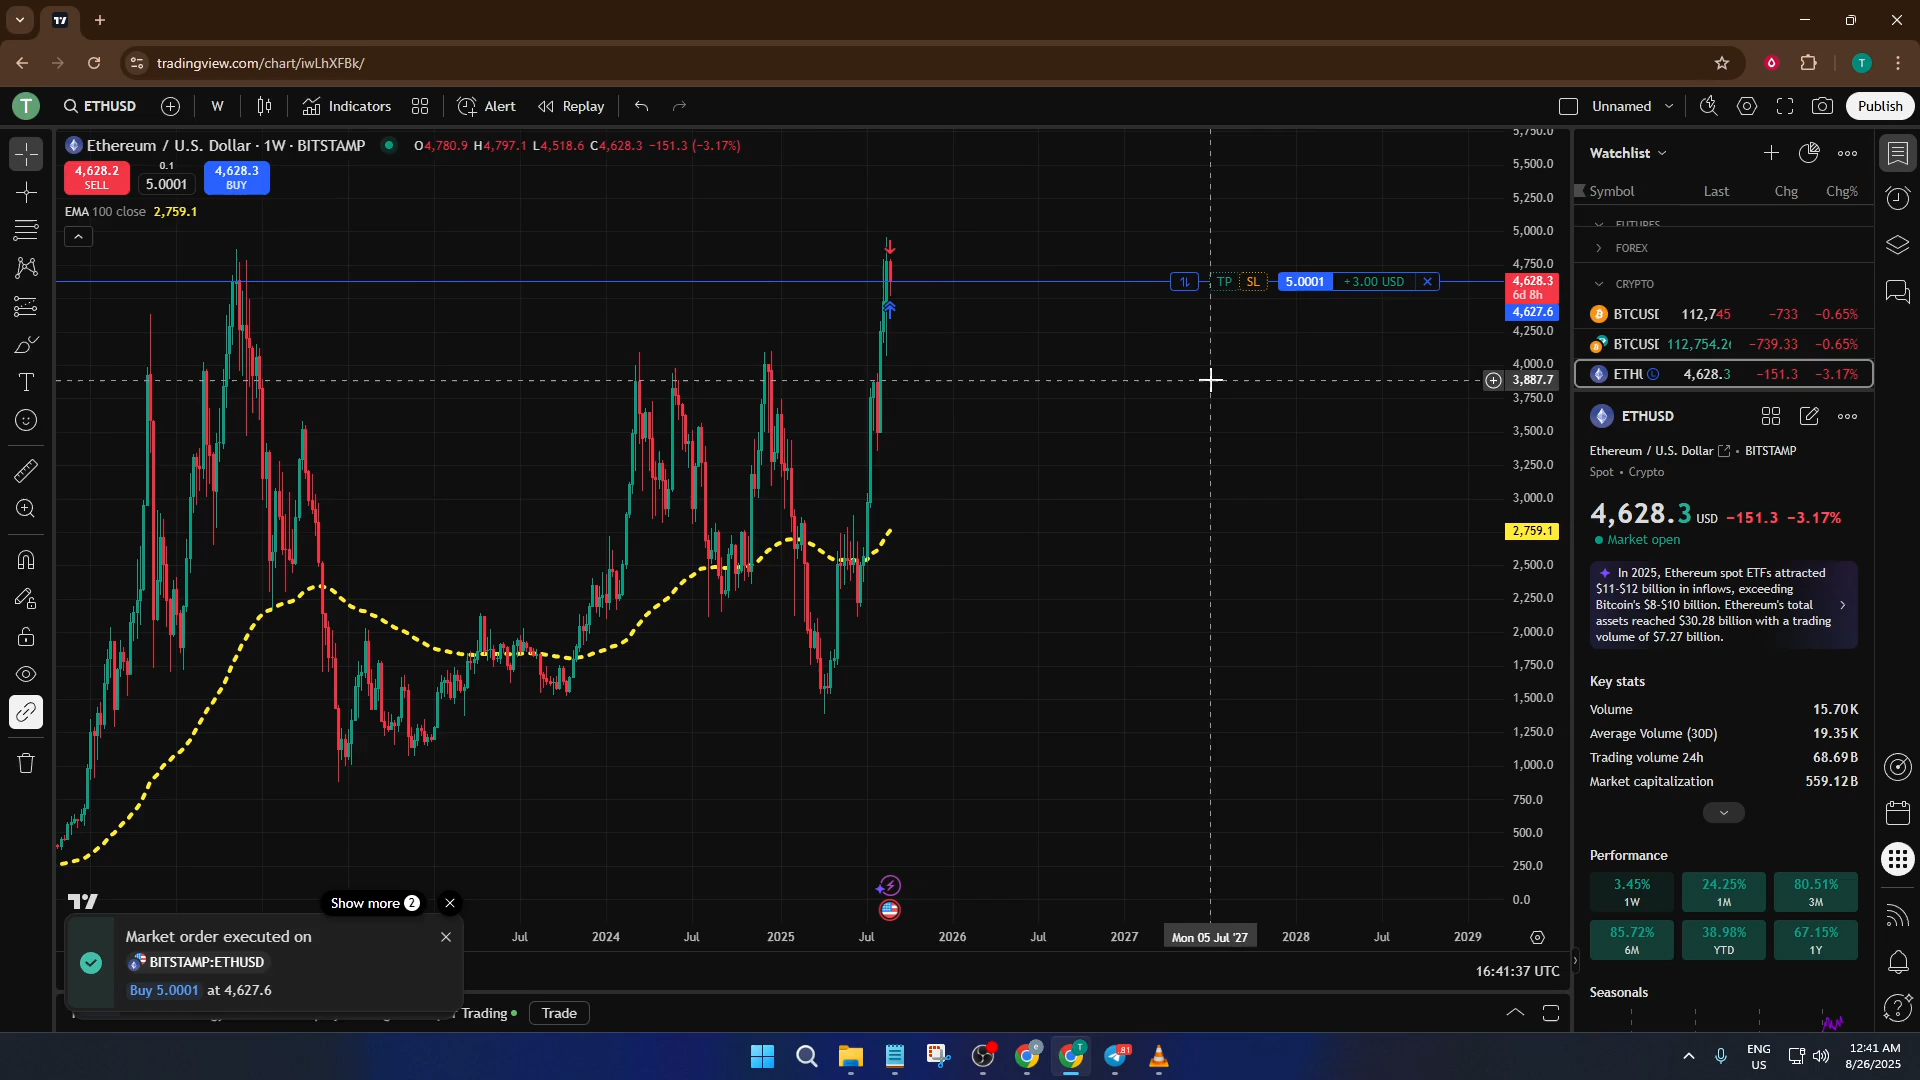 tradingview.com/chart/iwLhXFBk/
T
T
ETHUSD
W
Indicators
Alert
Replay
Unnamed
Publish
Ethereum / U.S. Dollar · 1W · BITSTAMP
O4,780.9 H4,797.1 L4,518.6 C4,628.3 −151.3 (−3.17%)
4,628.2
SELL
0.1
5.0001
4,628.3
BUY
EMA 100 close 2,759.1
TP
SL
5.0001
+3.00 USD
5,750.0
5,500.0
5,250.0
5,000.0
4,750.0
4,628.3
6d 8h
4,627.6
4,250.0
4,000.0
3,887.7
3,750.0
3,500.0
3,250.0
3,000.0
2,759.1
2,500.0
2,250.0
2,000.0
1,750.0
1,500.0
1,250.0
1,000.0
750.0
500.0
250.0
0.0
Jul
2024
Jul
2025
Jul
2026
Jul
2027
Mon 05 Jul '27
2028
Jul
2029
16:41:37 UTC
Show more 2
Market order executed on
BITSTAMP:ETHUSD
Buy 5.0001 at 4,627.6
Trading
Trade
Watchlist
Symbol
Last
Chg
Chg%
FUTURES
FOREX
CRYPTO
BTCUSD 112,745 −733 −0.65%
BTCUSD 112,754.26 −739.33 −0.65%
ETHU 4,628.3 −151.3 −3.17%
ETHUSD
Ethereum / U.S. Dollar • BITSTAMP
Spot • Crypto
4,628.3 USD −151.3 −3.17%
Market open
In 2025, Ethereum spot ETFs attracted
$11-$12 billion in inflows, exceeding
Bitcoin's $8-$10 billion. Ethereum's total
assets reached $30.28 billion with a trading
volume of $7.27 billion.
Key stats
Volume 15.70K
Average Volume (30D) 19.35K
Trading volume 24h 68.69B
Market capitalization 559.12B
Performance
3.45%
1W
24.25%
1M
80.51%
3M
85.72%
6M
38.98%
YTD
67.15%
1Y
Seasonals
81
ENG
US
12:41 AM
8/26/2025